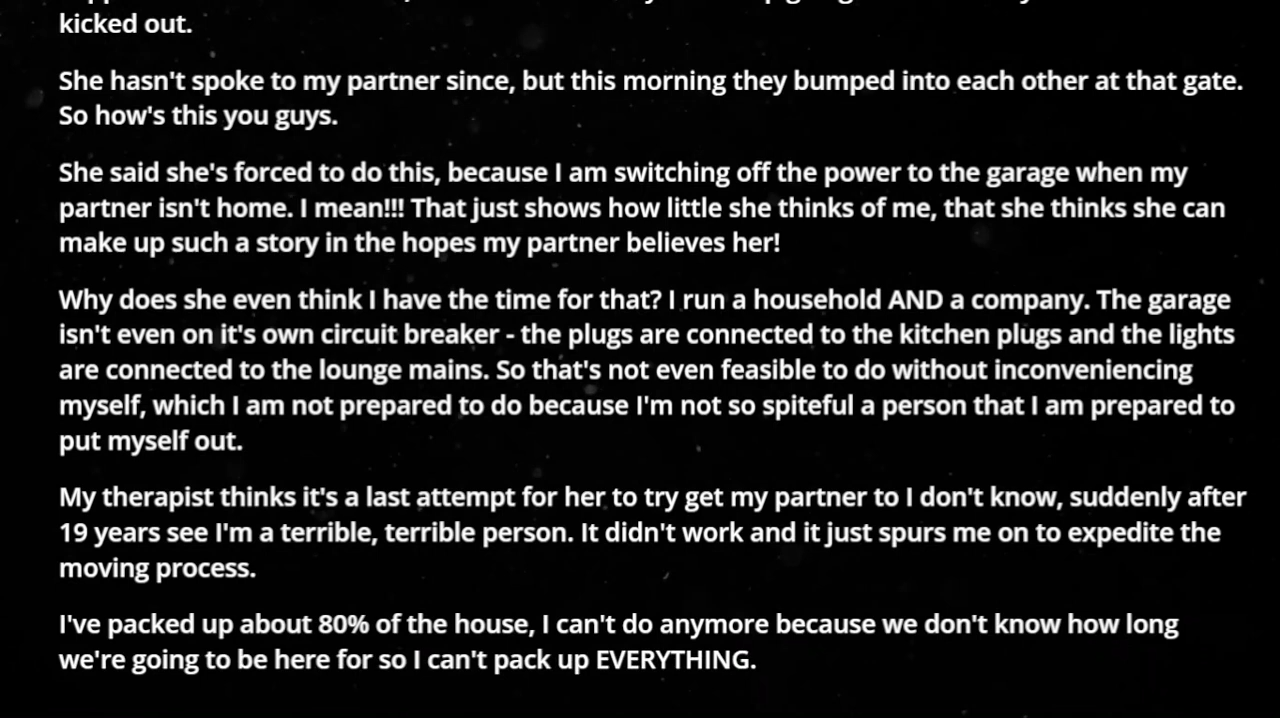 kicked out.
She hasn't spoke to my partner since, but this morning they bumped into each other at that gate.
So how's this you guys.
She said she's forced to do this, because I am switching off the power to the garage when my
partner isn't home. I mean!!! That just shows how little she thinks of me, that she thinks she can
make up such a story in the hopes my partner believes her!
Why does she even think I have the time for that? I run a household AND a company. The garage
isn't even on it's own circuit breaker - the plugs are connected to the kitchen plugs and the lights
are connected to the lounge mains. So that's not even feasible to do without inconveniencing
myself, which I am not prepared to do because I'm not so spiteful a person that I am prepared to
put myself out.
My therapist thinks it's a last attempt for her to try get my partner to I don't know, suddenly after
19 years see I'm a terrible, terrible person. It didn't work and it just spurs me on to expedite the
moving process.
I've packed up about 80% of the house, I can't do anymore because we don't know how long
we're going to be here for so I can't pack up EVERYTHING.